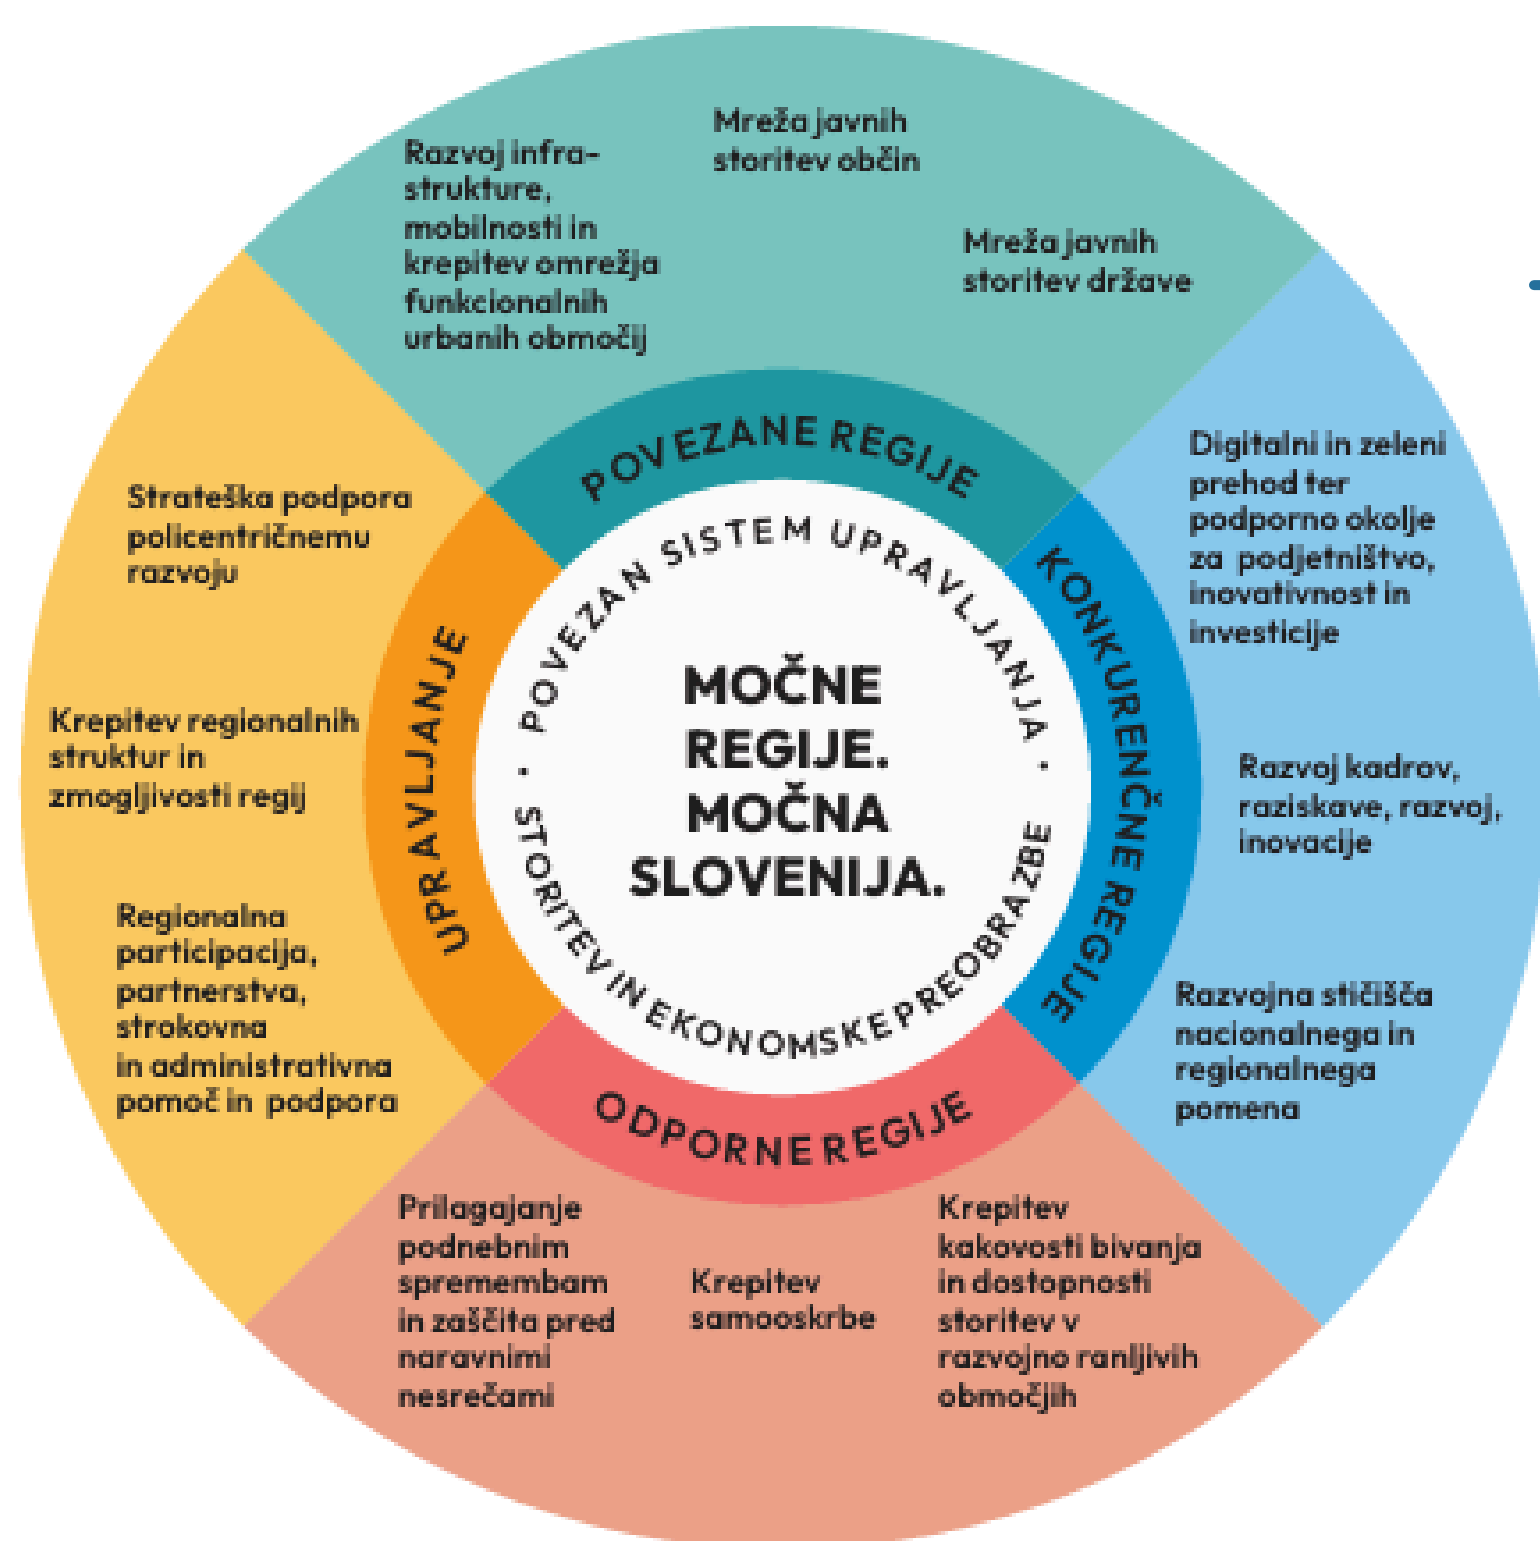 Razvoj infra-
strukture,
mobilnosti in
krepitev omrežja
funkcionalnih
urbanih območij
Mreža javnih
storitev občin
Mreža javnih
storitev države
POVEZANE REGIJE
Digitalni in zeleni
prehod ter
podporno okolje
za podjetništvo,
inovativnost in
investicije
Razvoj kadrov,
raziskave, razvoj,
inovacije
Razvojna stičišča
nacionalnega in
regionalnega
pomena
KONKURENČNE REGIJE
Strateška podpora
policentričnemu
razvoju
Krepitev regionalnih
struktur in
zmogljivosti regij
Regionalna
participacija,
partnerstva,
strokovna
in administrativna
pomoč in podpora
UPRAVLJANJE
• POVEZAN SISTEM UPRAVLJANJA •
STORITEV IN EKONOMSKE PREOBRAZBE
MOČNE
REGIJE.
MOČNA
SLOVENIJA.
ODPORNE REGIJE
Prilagajanje
podnebnim
spremembam
in zaščita pred
naravnimi
nesrečami
Krepitev
samooskrbe
Krepitev
kakovosti bivanja
in dostopnosti
storitev v
razvojno ranljivih
območjih